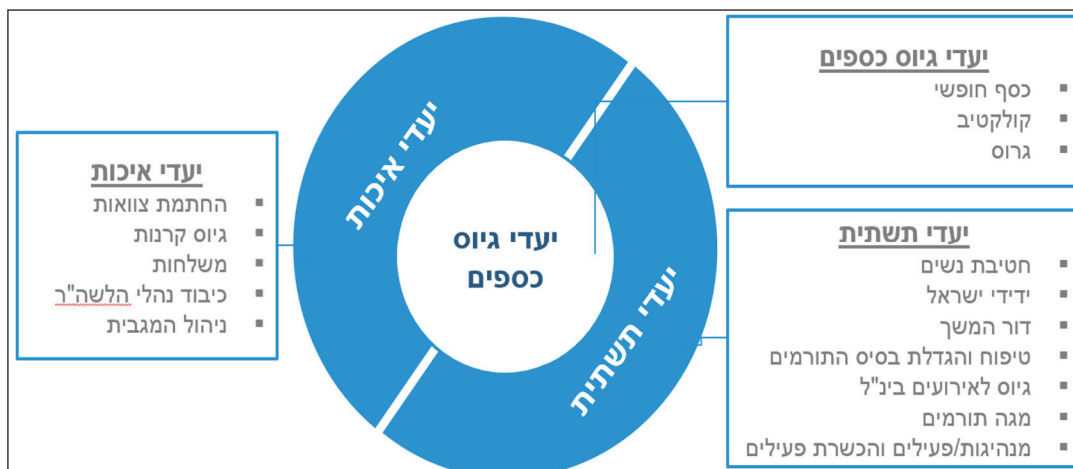 יעדי גיוס כספים
כסף חופשי
קולקטיב
גרוס
יעדי תשתית
חטיבת נשים
ידידי ישראל
דור המשך
טיפוח והגדלת בסיס התורמים
גיוס לאירועים בינ"ל
מגה תורמים
מנהיגות/פעילים והכשרת פעילים
יעדי תשתית
יעדי גיוס
כספים
יעדי איכות
יעדי איכות
החתמת צוואות
גיוס קרנות
משלחות
כיבוד נהלי הלשה"ר
ניהול המגבית